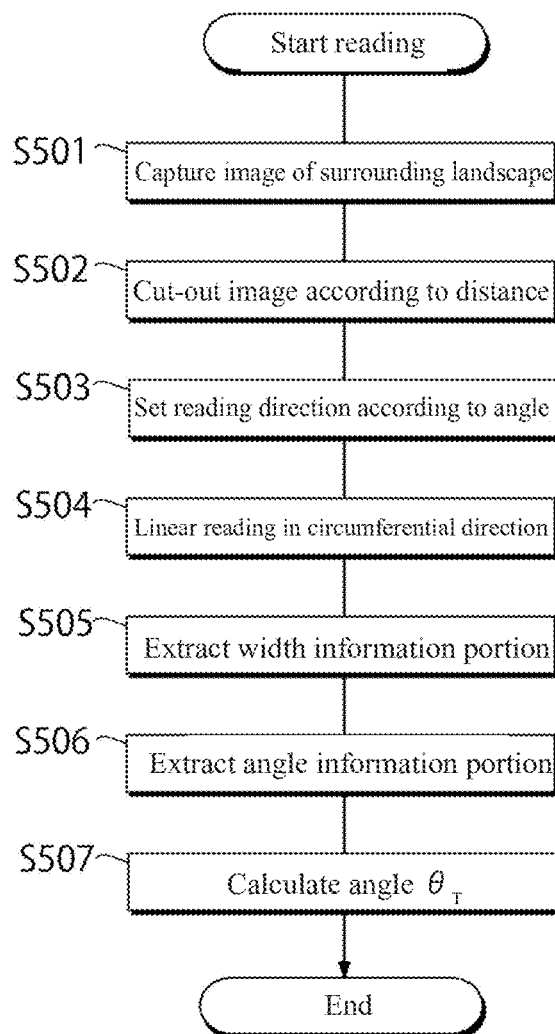 Start reading
S501
Capture image of surrounding landscape
S502
Cut-out image according to distance
S503
Set reading direction according to angle
S504
Linear reading in circumferential direction
S505
Extract width information portion
S506
Extract angle information portion
S507
Calculate angle θT
End